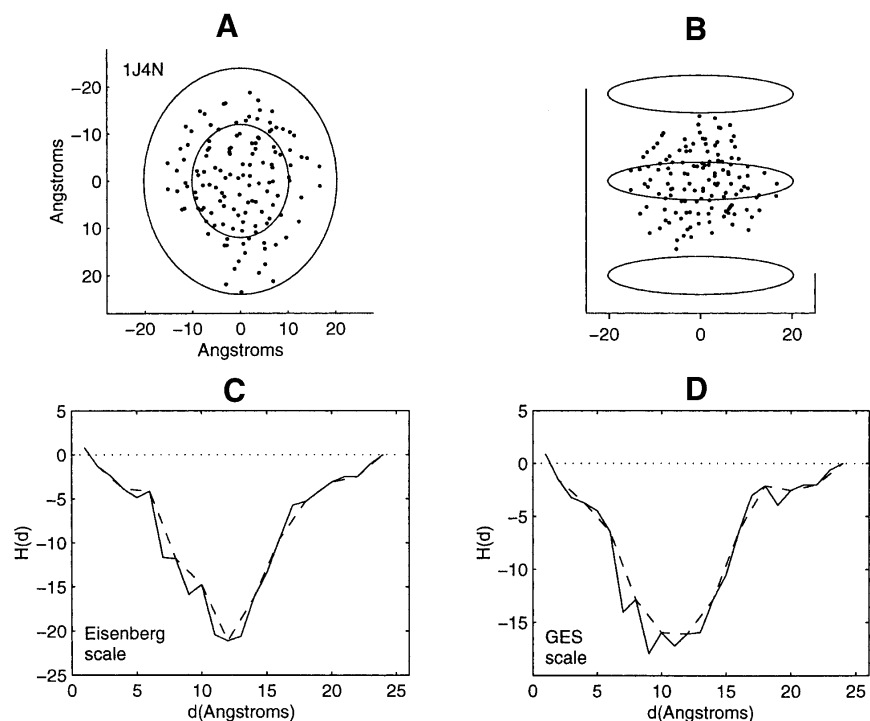 A
1J4N
Angstroms
−20
−10
0
10
20
−20 −10 0 10 20
Angstroms
B
−20 0 20
C
H(d)
5
0
−5
−10
−15
−20
−25
Eisenberg
scale
0 5 10 15 20 25
d(Angstroms)
D
H(d)
5
0
−5
−10
−15
GES
scale
0 5 10 15 20 25
d(Angstroms)